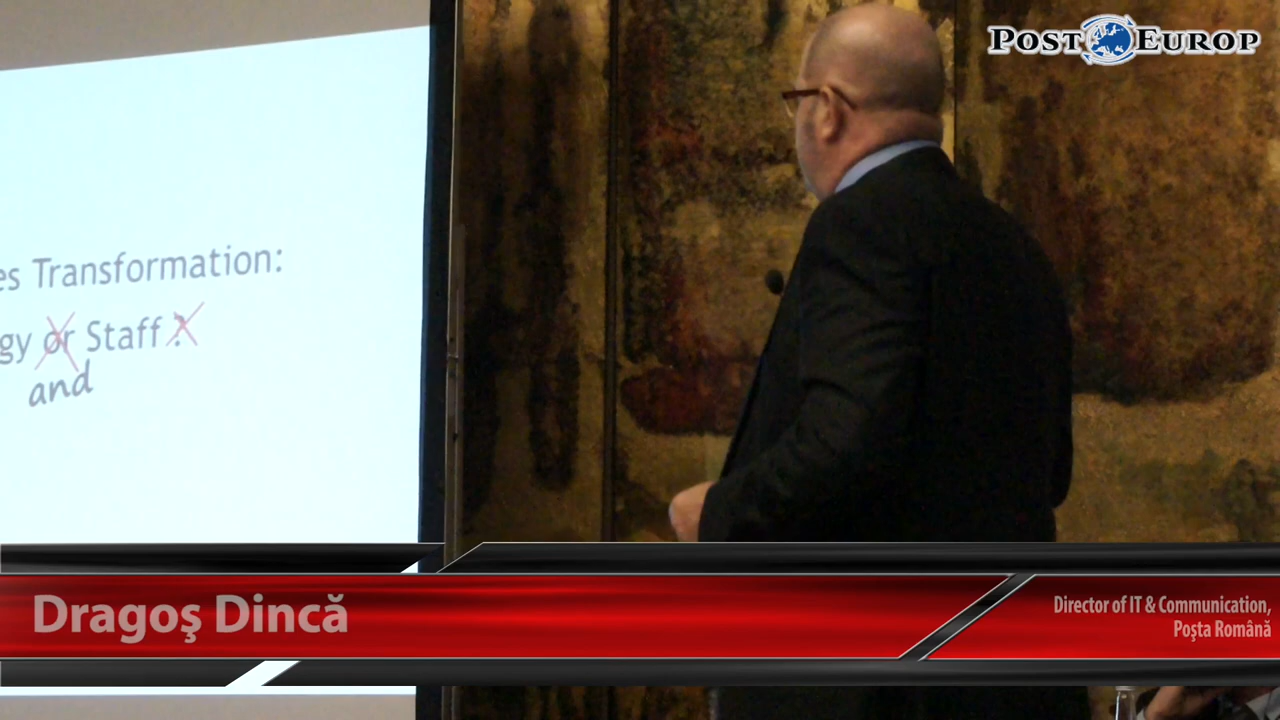 POST EUROP
es Transformation:
gy or Staff ?
and
Dragoş Dincă
Director of IT & Communication,
Poşta Română